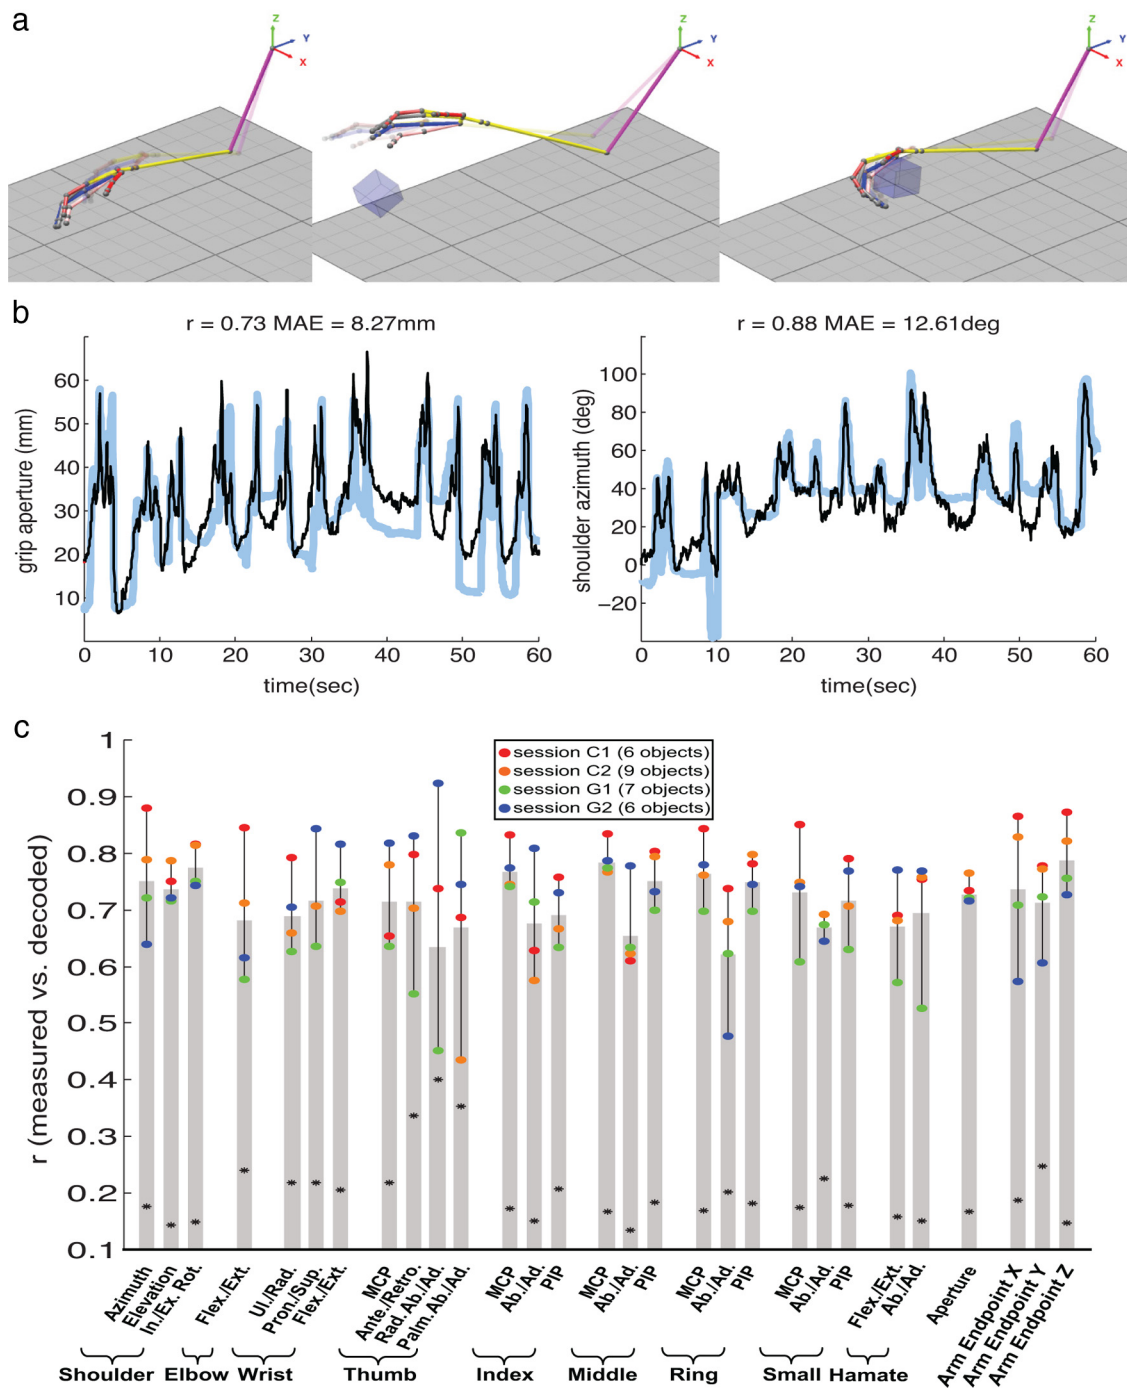 a
Z
Y
X
Z
Y
X
Z
Y
X
b
r = 0.73 MAE = 8.27mm
r = 0.88 MAE = 12.61deg
grip aperture (mm)
60
50
40
30
20
10
0
10
20
30
40
50
60
time(sec)
shoulder azimuth (deg)
100
80
60
40
20
0
−20
0
10
20
30
40
50
60
time(sec)
c
r (measured vs. decoded)
1
0.9
0.8
0.7
0.6
0.5
0.4
0.3
0.2
0.1
session C1 (6 objects)
session C2 (9 objects)
session G1 (7 objects)
session G2 (6 objects)
Azimuth
Elevation
In./Ex. Rot.
Flex./Ext.
Ul./Rad.
Pron./Sup.
Flex./Ext.
MCP
Ante./Retro.
Rad. Ab./Ad.
Palm. Ab./Ad.
MCP
Ab./Ad.
PIP
MCP
Ab./Ad.
PIP
MCP
Ab./Ad.
PIP
MCP
Ab./Ad.
PIP
Flex./Ext.
Ab./Ad.
Aperture
Arm Endpoint X
Arm Endpoint Y
Arm Endpoint Z
Shoulder Elbow Wrist Thumb Index Middle Ring Small Hamate